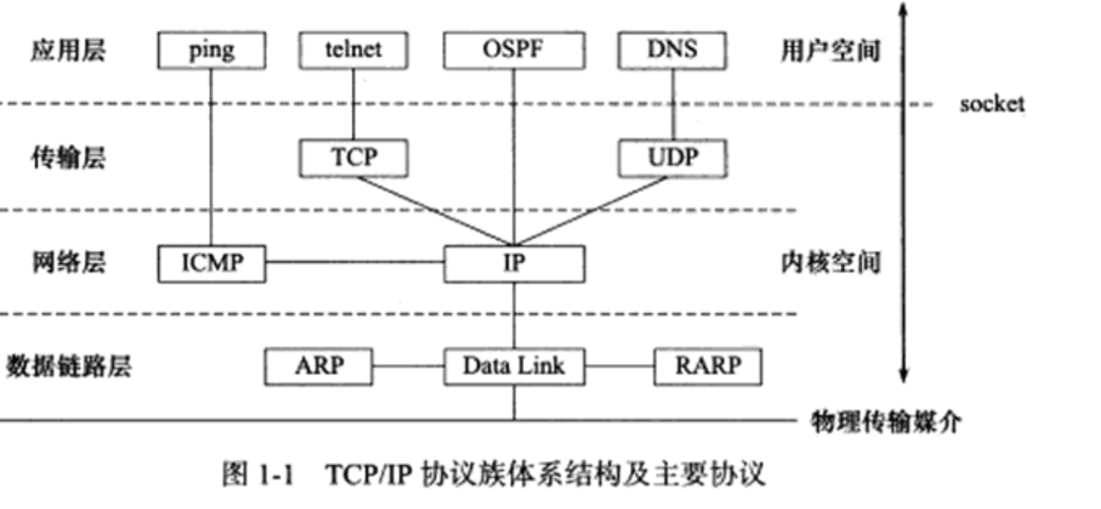 应用层 ping telnet OSPF DNS 用户空间
socket
传输层 TCP UDP
网络层 ICMP IP 内核空间
数据链路层 ARP Data Link RARP
物理传输媒介
图 1-1 TCP/IP 协议族体系结构及主要协议